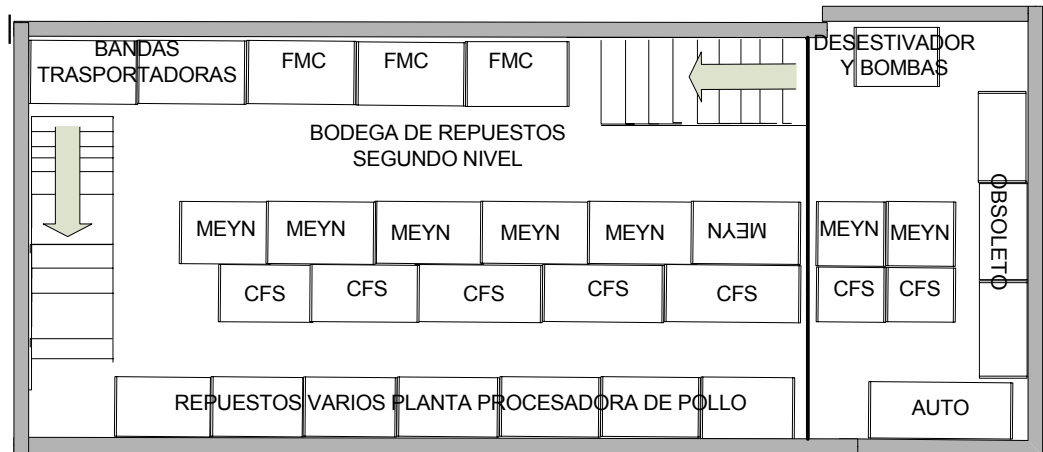 BANDAS
TRASPORTADORAS
FMC
FMC
FMC
DESESTIVADOR
Y BOMBAS
BODEGA DE REPUESTOS
SEGUNDO NIVEL
OBSOLETO
MEYN
MEYN
MEYN
MEYN
MEYN
MEYN
MEYN
MEYN
CFS
CFS
CFS
CFS
CFS
CFS
CFS
REPUESTOS VARIOS PLANTA PROCESADORA DE POLLO
AUTO